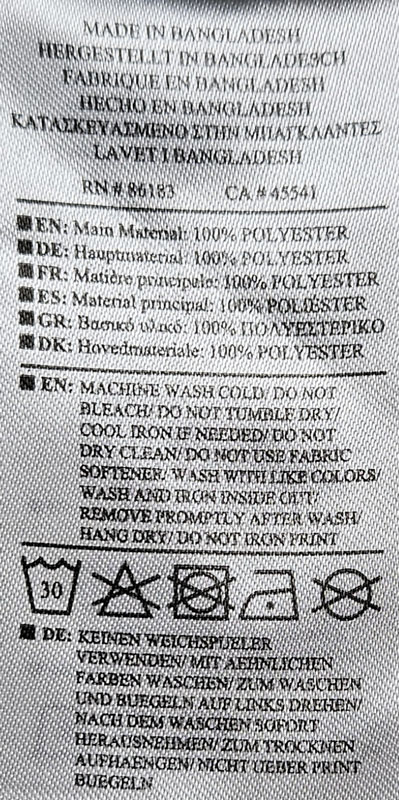 MADE IN BANGLADESH
HERGESTELLT IN BANGLADESCH
FABRIQUE EN BANGLADESH
HECHO EN BANGLADESH
ΚΑΤΑΣΚΕΥΑΣΜΕΝΟ ΣΤΗΝ ΜΠΑΓΚΛΑΝΤΕΣ
LAVET I BANGLADESH
RN # 86183 CA # 45541
EN: Main Material: 100% POLYESTER
DE: Hauptmaterial: 100% POLYESTER
FR: Matière principale: 100% POLYESTER
ES: Material principal: 100% POLIÉSTER
GR: Βασικό υλικό: 100% ΠΟΛΥΕΣΤΕΡΙΚΟ
DK: Hovedmateriale: 100% POLYESTER
EN: MACHINE WASH COLD/ DO NOT
BLEACH/ DO NOT TUMBLE DRY/
COOL IRON IF NEEDED/ DO NOT
DRY CLEAN/ DO NOT USE FABRIC
SOFTENER/ WASH WITH LIKE COLORS/
WASH AND IRON INSIDE OUT/
REMOVE PROMPTLY AFTER WASH/
HANG DRY/ DO NOT IRON PRINT
30
DE: KEINEN WEICHSPUELER
VERWENDEN/ MIT AEHNLICHEN
FARBEN WASCHEN/ ZUM WASCHEN
UND BUEGELN AUF LINKS DREHEN/
NACH DEM WASCHEN SOFORT
HERAUSNEHMEN/ ZUM TROCKNEN
AUFHAENGEN/ NICHT UEBER PRINT
BUEGELN